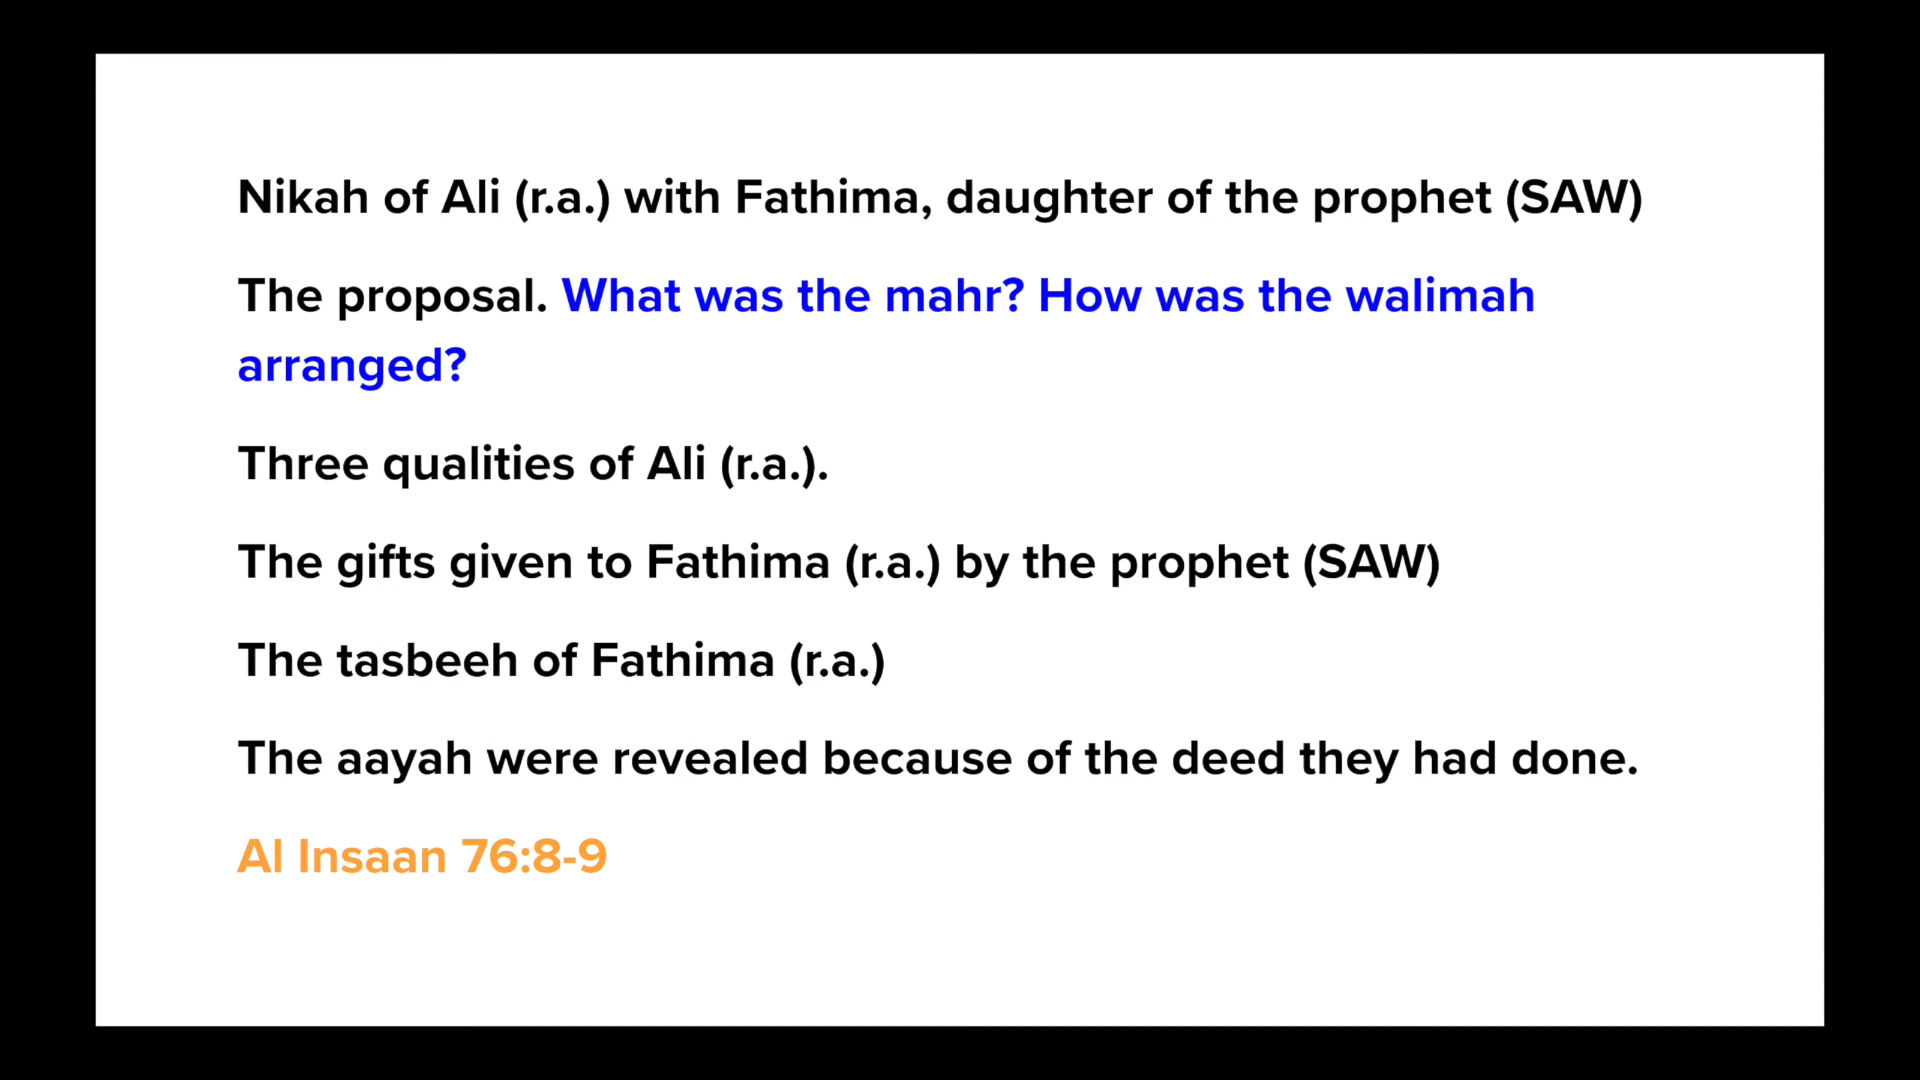 Nikah of Ali (r.a.) with Fathima, daughter of the prophet (SAW)
The proposal. What was the mahr? How was the walimah
arranged?
Three qualities of Ali (r.a.).
The gifts given to Fathima (r.a.) by the prophet (SAW)
The tasbeeh of Fathima (r.a.)
The aayah were revealed because of the deed they had done.
Al Insaan 76:8-9